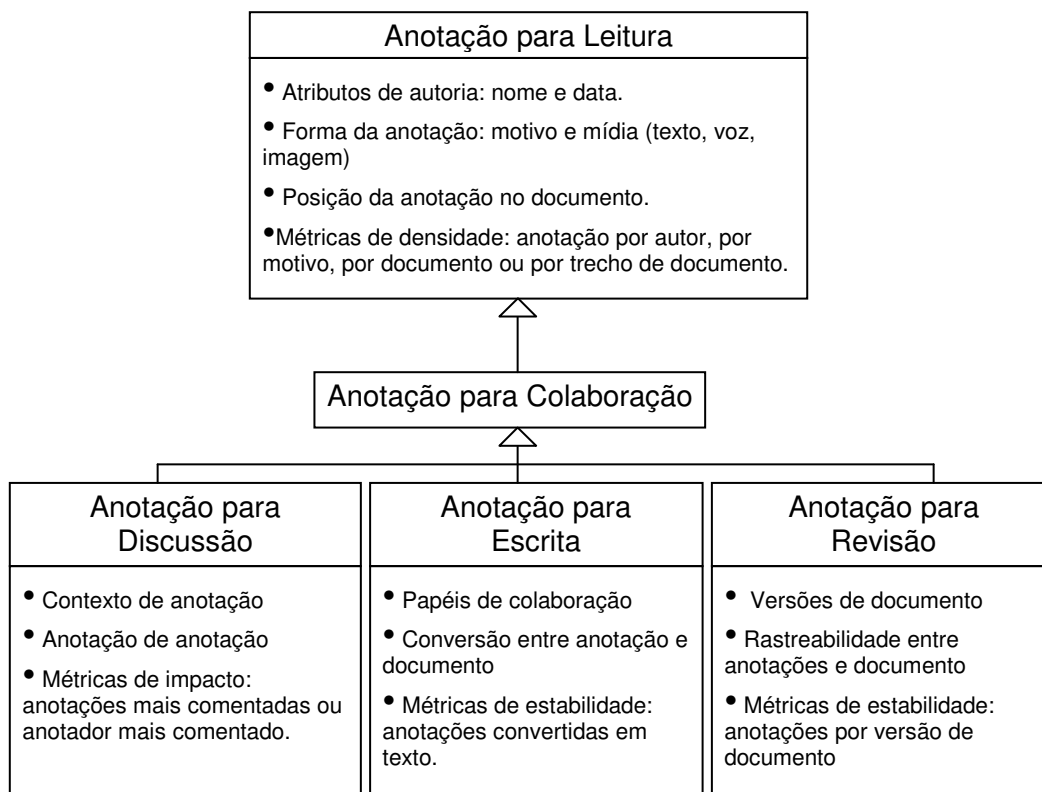 Anotação para Leitura
• Atributos de autoria: nome e data.
• Forma da anotação: motivo e mídia (texto, voz,
imagem)
• Posição da anotação no documento.
•Métricas de densidade: anotação por autor, por
motivo, por documento ou por trecho de documento.
Anotação para Colaboração
Anotação para
Discussão
• Contexto de anotação
• Anotação de anotação
• Métricas de impacto:
anotações mais comentadas ou
anotador mais comentado.
Anotação para
Escrita
• Papéis de colaboração
• Conversão entre anotação e
documento
• Métricas de estabilidade:
anotações convertidas em
texto.
Anotação para
Revisão
• Versões de documento
• Rastreabilidade entre
anotações e documento
• Métricas de estabilidade:
anotações por versão de
documento